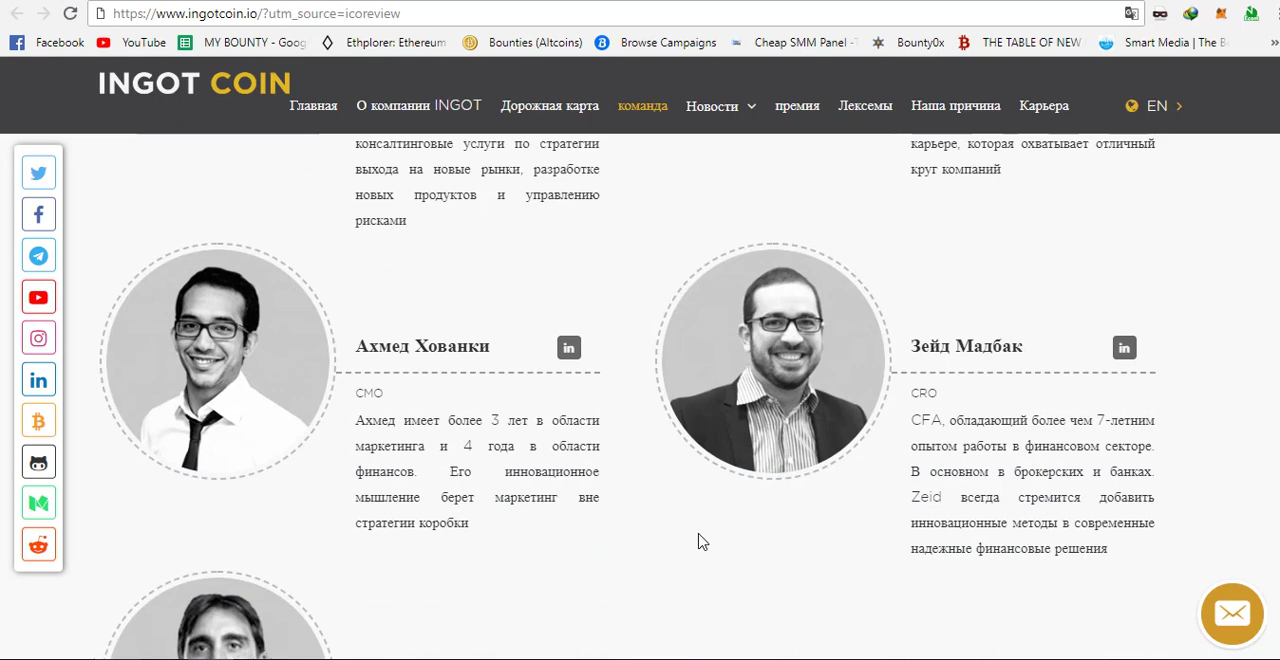 https://www.ingotcoin.io/?utm_source=icoreview
Facebook YouTube MY BOUNTY - Goog Ethplorer: Ethereum Bounties (Altcoins) Browse Campaigns Cheap SMM Panel - Bounty0x THE TABLE OF NEW Smart Media | The B »
INGOT COIN
Главная О компании INGOT Дорожная карта команда Новости премия Лексемы Наша причина Карьера EN
консалтинговые услуги по стратегии
выхода на новые рынки, разработке
новых продуктов и управлению
рисками
карьере, которая охватывает отличный
круг компаний
Ахмед Хованки in
CMO
Ахмед имеет более 3 лет в области
маркетинга и 4 года в области
финансов. Его инновационное
мышление берет маркетинг вне
стратегии коробки
Зейд Мадбак in
CRO
CFA, обладающий более чем 7-летним
опытом работы в финансовом секторе.
В основном в брокерских и банках.
Zeid всегда стремится добавить
инновационные методы в современные
надежные финансовые решения